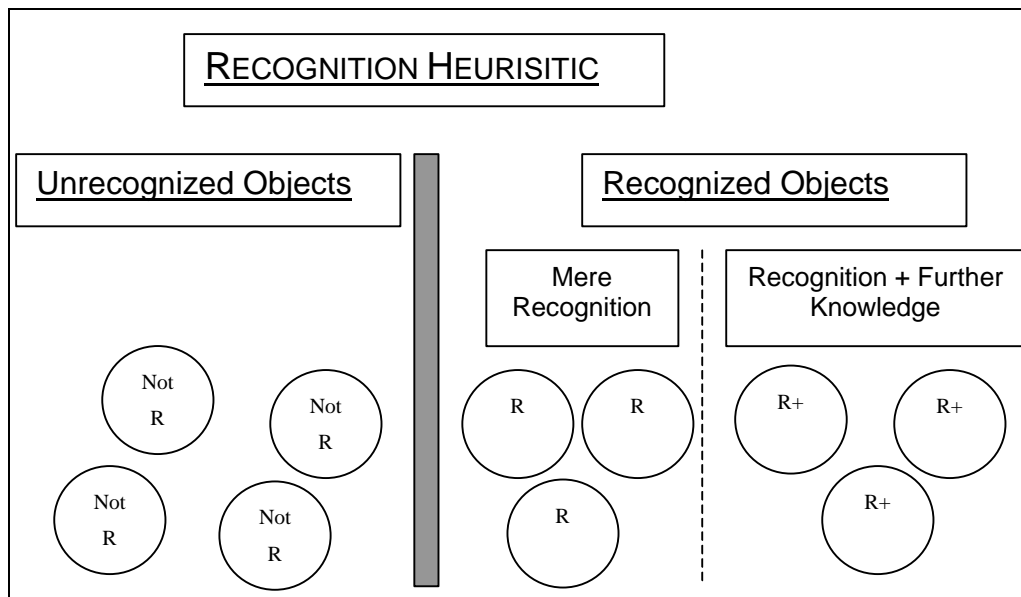 RECOGNITION HEURISITIC
Unrecognized Objects
Recognized Objects
Mere
Recognition
Recognition + Further
Knowledge
Not
R
Not
R
Not
R
Not
R
R
R
R
R+
R+
R+